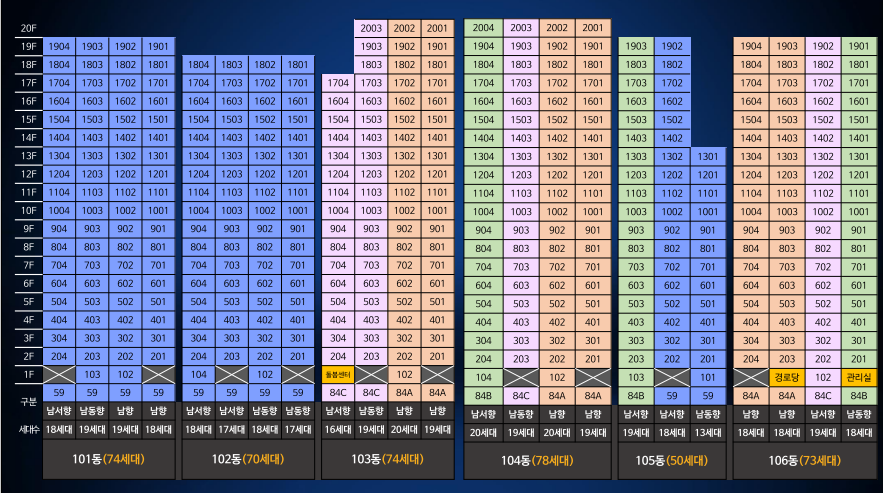 20F 2003 2002 2001 2004 2003 2002 2001
19F 1904 1903 1902 1901 1903 1902 1901 1904 1903 1902 1901 1903 1902 1904 1903 1902 1901
18F 1804 1803 1802 1801 1804 1803 1802 1801 1803 1802 1801 1804 1803 1802 1801 1803 1802 1804 1803 1802 1801
17F 1704 1703 1702 1701 1704 1703 1702 1701 1704 1703 1702 1701 1704 1703 1702 1701 1703 1702 1704 1703 1702 1701
16F 1604 1603 1602 1601 1604 1603 1602 1601 1604 1603 1602 1601 1604 1603 1602 1601 1603 1602 1604 1603 1602 1601
15F 1504 1503 1502 1501 1504 1503 1502 1501 1504 1503 1502 1501 1504 1503 1502 1501 1503 1502 1504 1503 1502 1501
14F 1404 1403 1402 1401 1404 1403 1402 1401 1404 1403 1402 1401 1404 1403 1402 1401 1403 1402 1404 1403 1402 1401
13F 1304 1303 1302 1301 1304 1303 1302 1301 1304 1303 1302 1301 1304 1303 1302 1301 1303 1302 1301 1304 1303 1302 1301
12F 1204 1203 1202 1201 1204 1203 1202 1201 1204 1203 1202 1201 1204 1203 1202 1201 1203 1202 1201 1204 1203 1202 1201
11F 1104 1103 1102 1101 1104 1103 1102 1101 1104 1103 1102 1101 1104 1103 1102 1101 1103 1102 1101 1104 1103 1102 1101
10F 1004 1003 1002 1001 1004 1003 1002 1001 1004 1003 1002 1001 1004 1003 1002 1001 1003 1002 1001 1004 1003 1002 1001
9F 904 903 902 901 904 903 902 901 904 903 902 901 904 903 902 901 903 902 901 904 903 902 901
8F 804 803 802 801 804 803 802 801 804 803 802 801 804 803 802 801 803 802 801 804 803 802 801
7F 704 703 702 701 704 703 702 701 704 703 702 701 704 703 702 701 703 702 701 704 703 702 701
6F 604 603 602 601 604 603 602 601 604 603 602 601 604 603 602 601 603 602 601 604 603 602 601
5F 504 503 502 501 504 503 502 501 504 503 502 501 504 503 502 501 503 502 501 504 503 502 501
4F 404 403 402 401 404 403 402 401 404 403 402 401 404 403 402 401 403 402 401 404 403 402 401
3F 304 303 302 301 304 303 302 301 304 303 302 301 304 303 302 301 303 302 301 304 303 302 301
2F 204 203 202 201 204 203 202 201 204 203 202 201 204 203 202 201 203 202 201 204 203 202 201
1F 103 102 104 102 돌봄센터 102 104 102 103 101 경로당 102 관리실
구분 59 59 59 59 59 59 59 59 84C 84C 84A 84A 84B 84C 84A 84A 84B 59 59 84A 84A 84C 84B
남서향 남동향 남향 남향 남서향 남동향 남향 남동향 남서향 남동향 남향 남향 남서향 남동향 남향 남향 남서향 남향 남동향 남향 남향 남서향 남동향
세대수 18세대 19세대 19세대 18세대 18세대 17세대 18세대 17세대 16세대 19세대 20세대 19세대 20세대 19세대 20세대 19세대 19세대 18세대 13세대 18세대 18세대 19세대 18세대
101동(74세대) 102동(70세대) 103동(74세대) 104동(78세대) 105동(50세대) 106동(73세대)